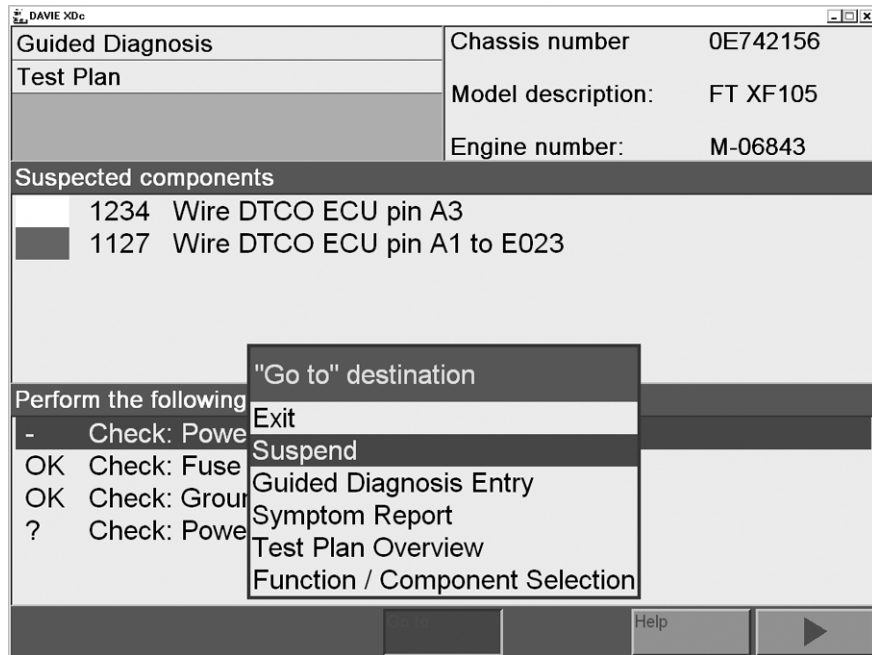 DAVIE XDc
Guided Diagnosis
Test Plan
Chassis number 0E742156
Model description: FT XF105
Engine number: M-06843
Suspected components
1234 Wire DTCO ECU pin A3
1127 Wire DTCO ECU pin A1 to E023
"Go to" destination
Exit
Suspend
Guided Diagnosis Entry
Symptom Report
Test Plan Overview
Function / Component Selection
Perform the following
- Check: Powe
OK Check: Fuse
OK Check: Groun
? Check: Powe
Go to
Help